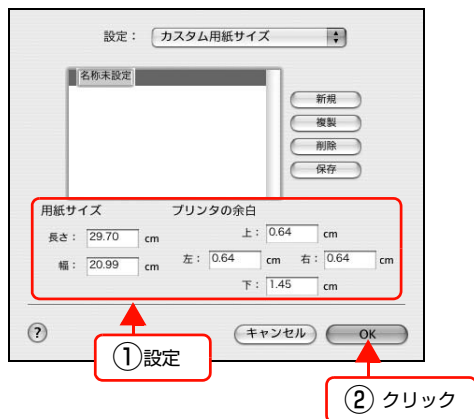 設定： カスタム用紙サイズ
名称未設定
新規
複製
削除
保存
用紙サイズ プリンタの余白
長さ： 29.70 cm 上： 0.64 cm
幅： 20.99 cm 左： 0.64 cm 右： 0.64 cm
下： 1.45 cm
? キャンセル OK
①設定
② クリック